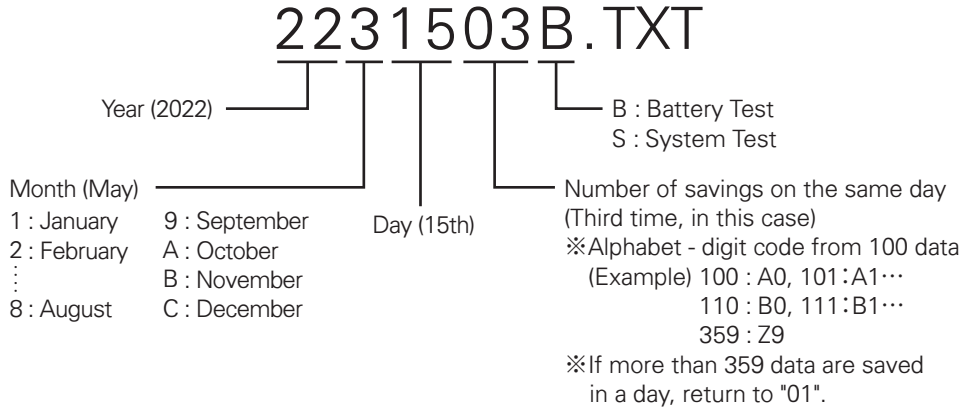 2231503B.TXT
Year (2022)
B : Battery Test
S : System Test
Month (May)
1 : January
2 : February
⋮
8 : August
9 : September
A : October
B : November
C : December
Day (15th)
Number of savings on the same day
(Third time, in this case)
※Alphabet - digit code from 100 data
(Example) 100 : A0, 101:A1⋯
110 : B0, 111:B1⋯
359 : Z9
※If more than 359 data are saved
in a day, return to "01".